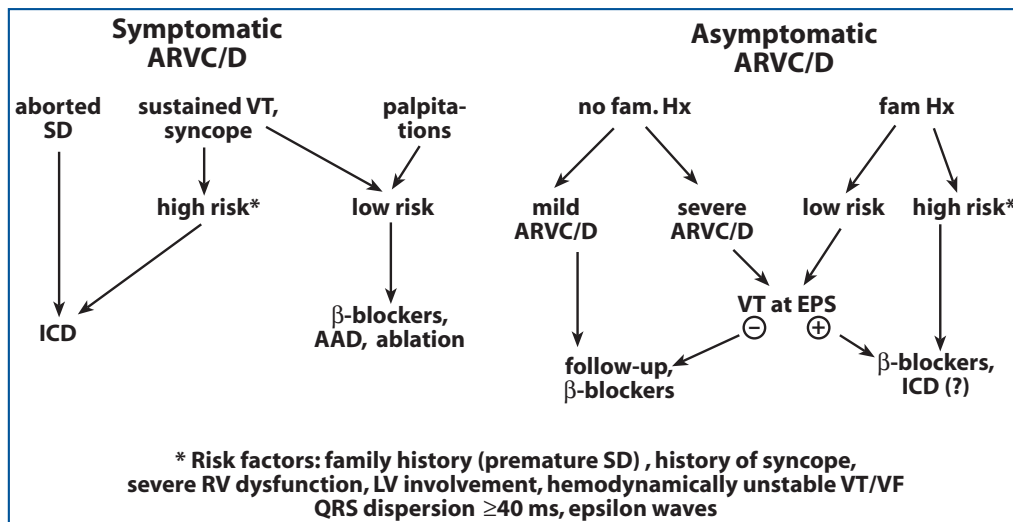 Symptomatic
ARVC/D
Asymptomatic
ARVC/D
aborted
SD
sustained VT,
syncope
palpita-
tions
no fam. Hx
fam Hx
high risk*
low risk
mild
ARVC/D
severe
ARVC/D
low risk
high risk*
ICD
β-blockers,
AAD, ablation
VT at EPS
− +
follow-up,
β-blockers
β-blockers,
ICD (?)
* Risk factors: family history (premature SD) , history of syncope,
severe RV dysfunction, LV involvement, hemodynamically unstable VT/VF
QRS dispersion ≥40 ms, epsilon waves